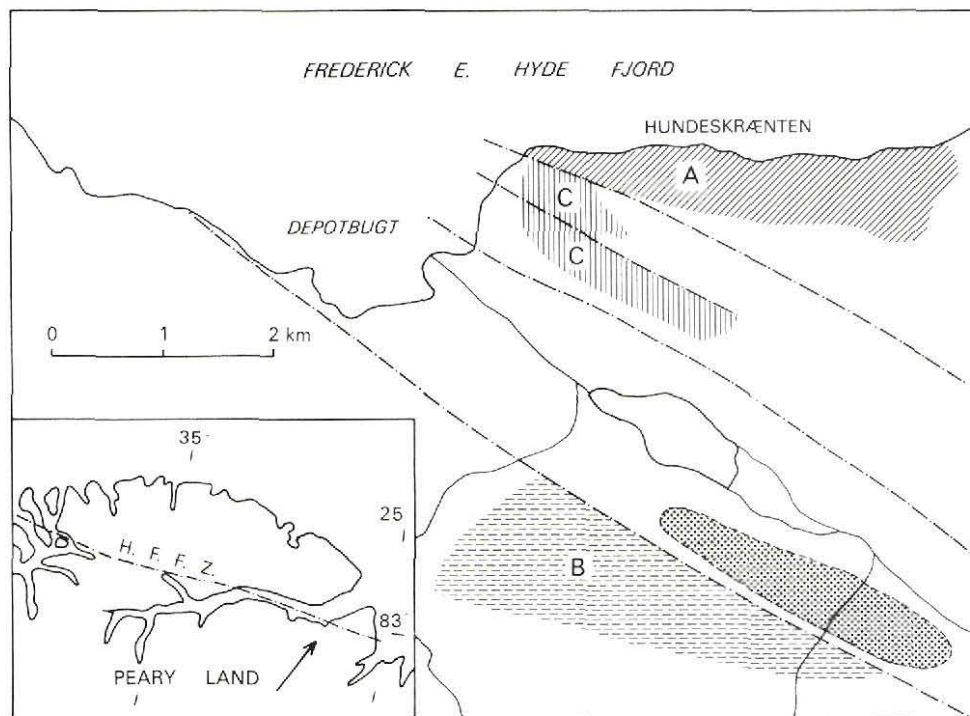 FREDERICK E. HYDE FJORD
HUNDESKRÆNTEN
A
C
DEPOTBUGT
C
0 1 2 km
B
35
25
H. F. F. Z.
83
PEARY LAND